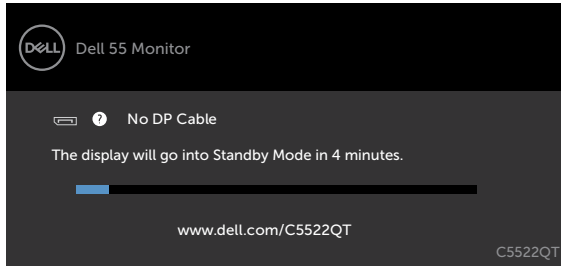 DELL Dell 55 Monitor
? No DP Cable
The display will go into Standby Mode in 4 minutes.
www.dell.com/C5522QT
C5522QT